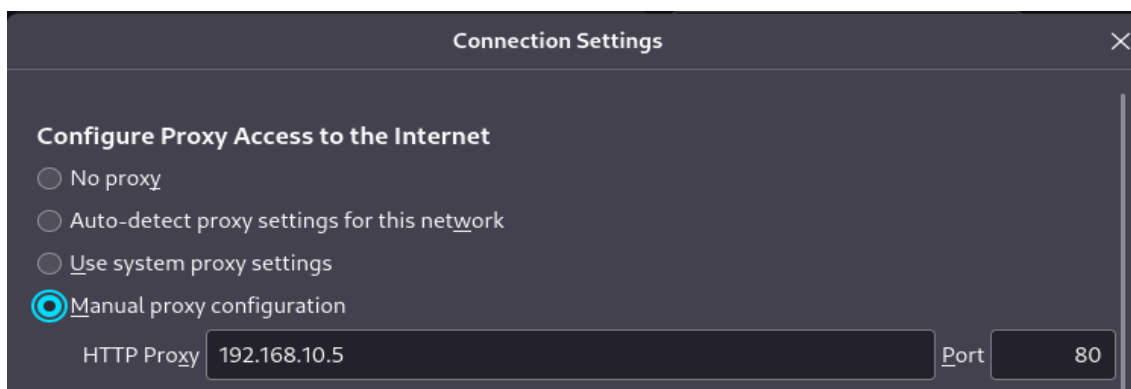 Connection Settings
Configure Proxy Access to the Internet
No proxy
Auto-detect proxy settings for this network
Use system proxy settings
Manual proxy configuration
HTTP Proxy 192.168.10.5 Port 80